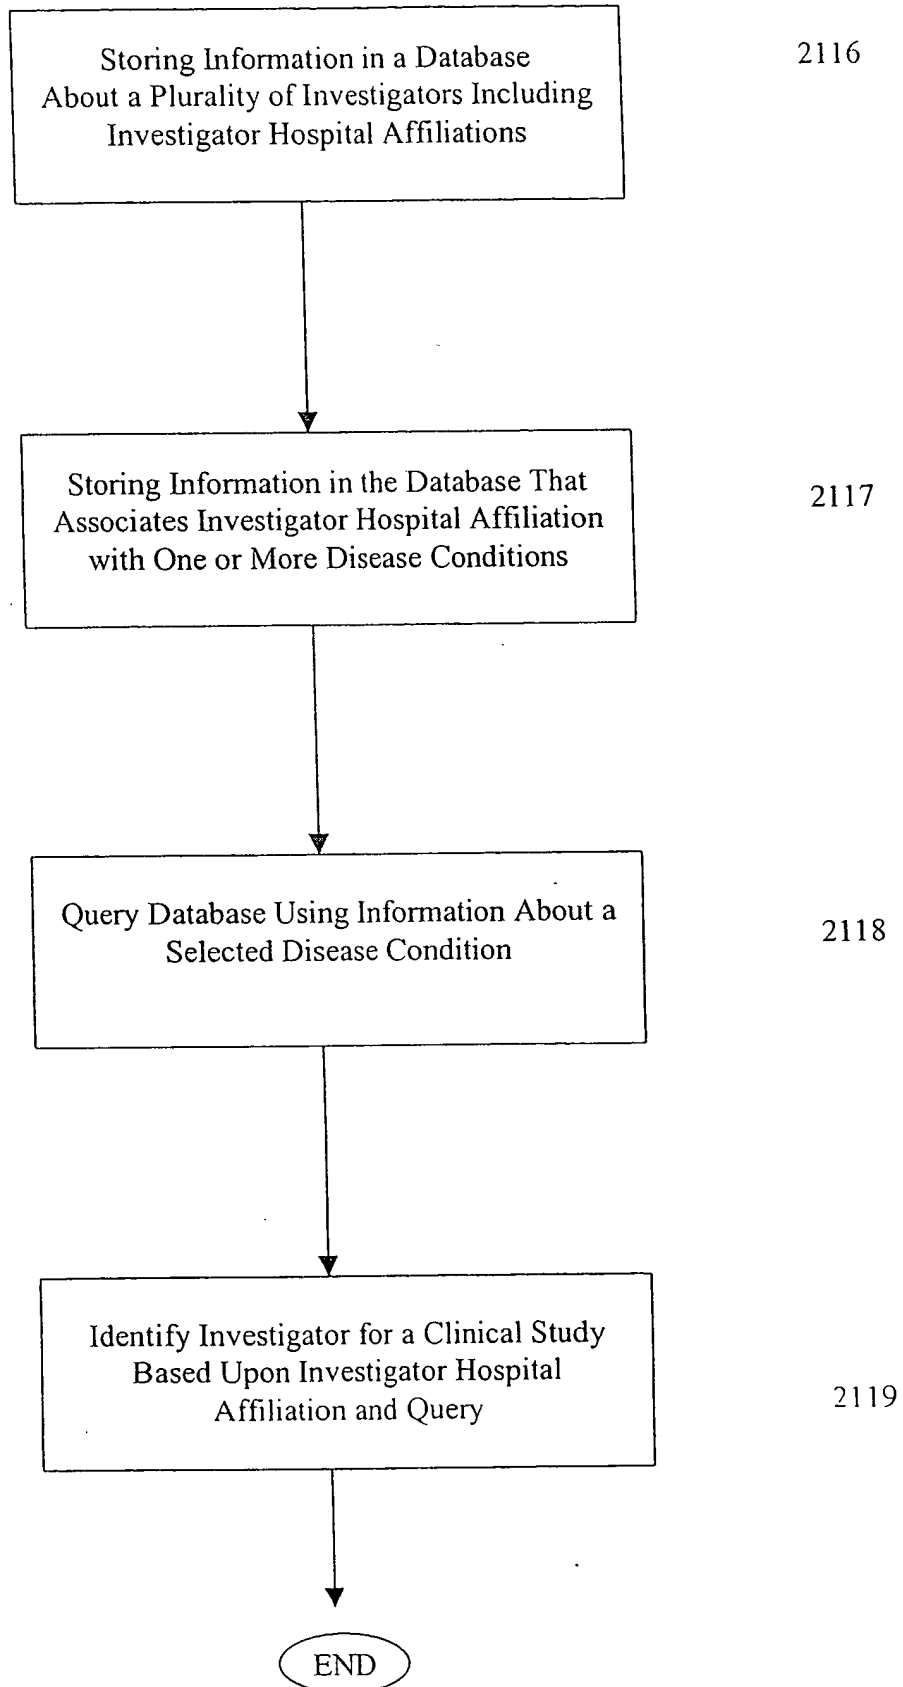 Storing Information in a Database
About a Plurality of Investigators Including
Investigator Hospital Affiliations
2116
Storing Information in the Database That
Associates Investigator Hospital Affiliation
with One or More Disease Conditions
2117
Query Database Using Information About a
Selected Disease Condition
2118
Identify Investigator for a Clinical Study
Based Upon Investigator Hospital
Affiliation and Query
2119
END